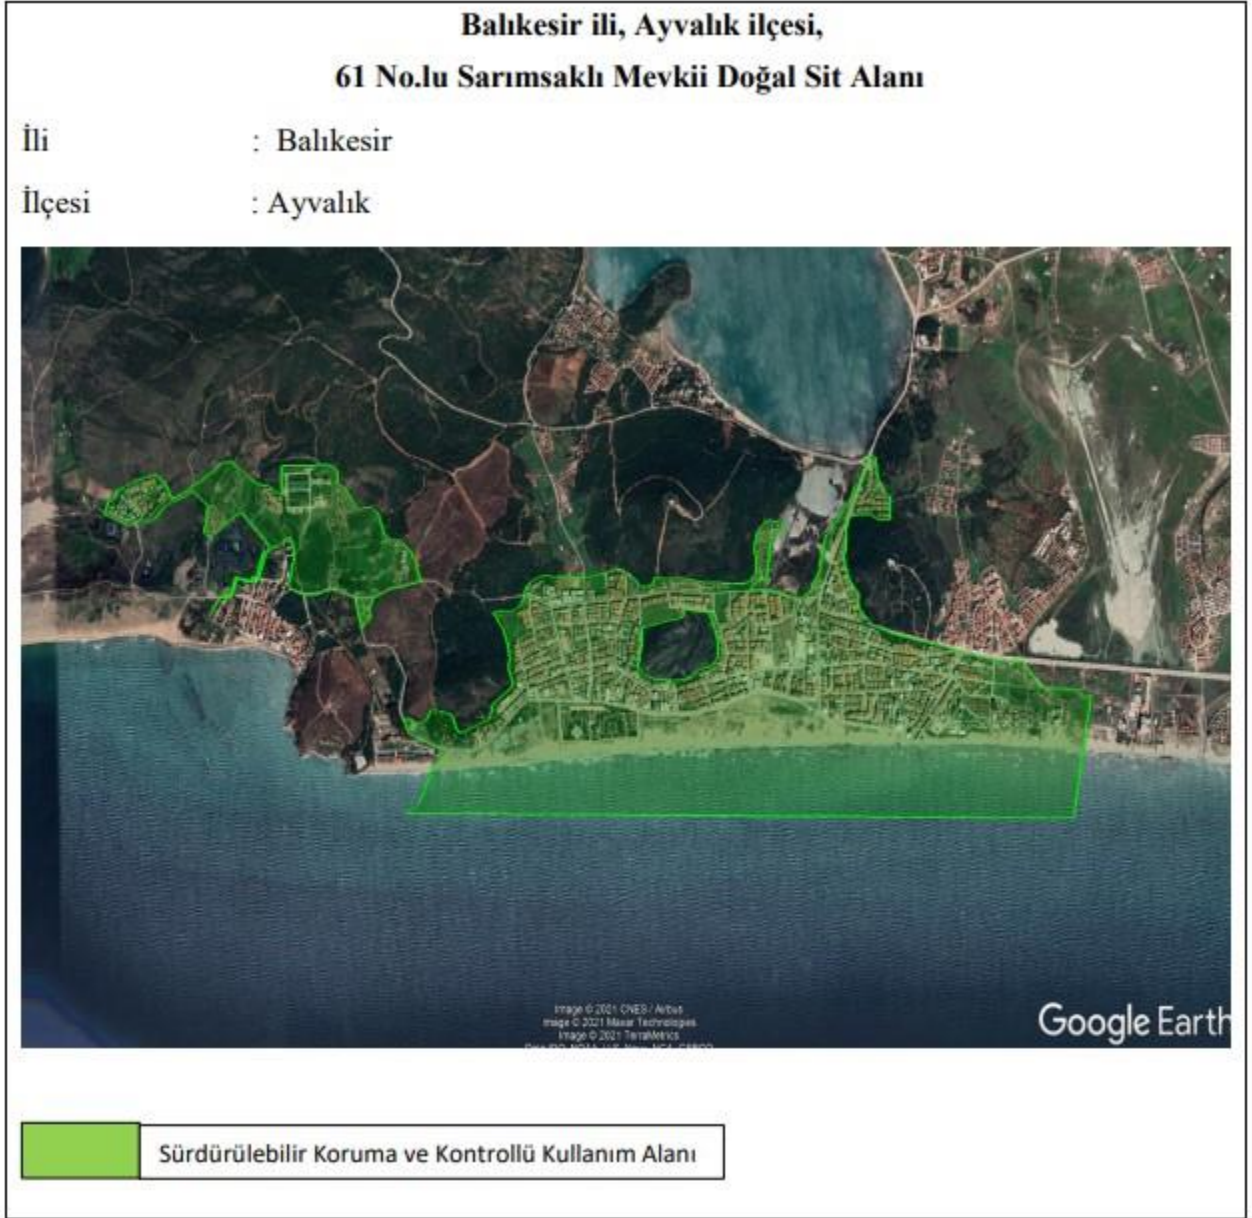 Balıkesir ili, Ayvalık ilçesi,
61 No.lu Sarımsaklı Mevkii Doğal Sit Alanı
İli : Balıkesir
İlçesi : Ayvalık
Image © 2021 CNES / Airbus
Image © 2021 Maxar Technologies
Image © 2021 TerraMetrics
Google Earth
Sürdürülebilir Koruma ve Kontrollü Kullanım Alanı